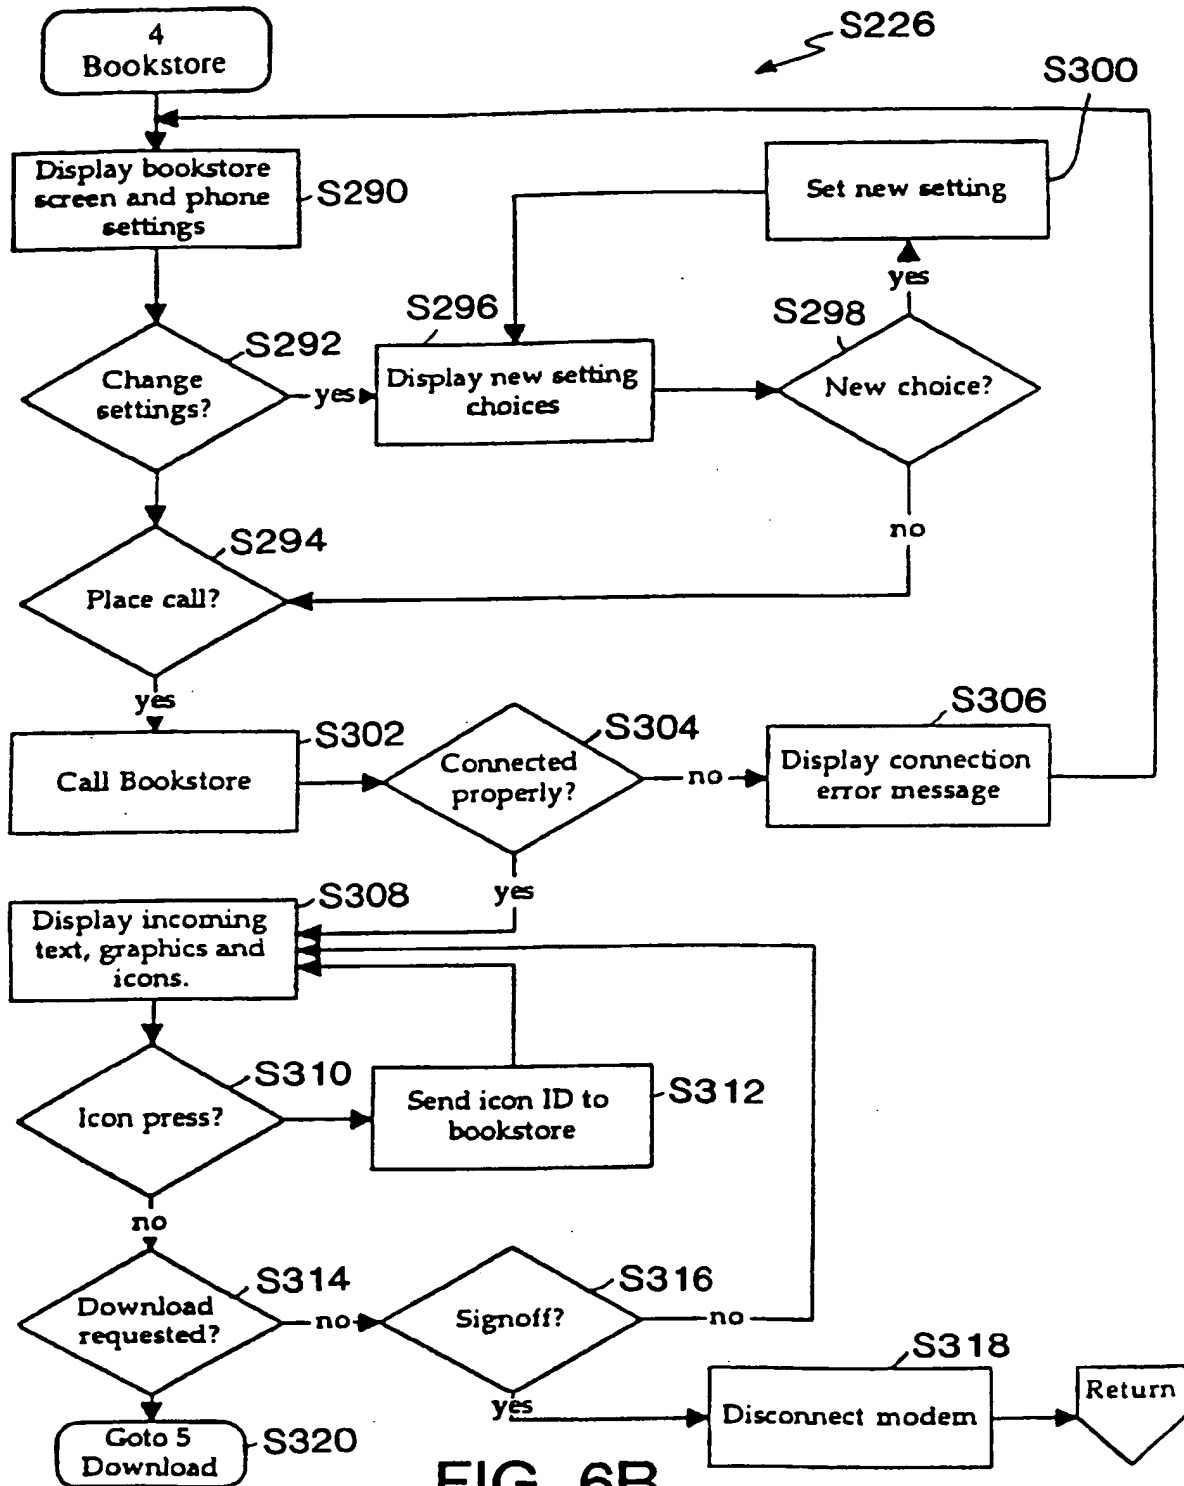 4
Bookstore
S226
S300
Display bookstore
screen and phone
settings
S290
Set new setting
yes
S292
Change
settings?
yes
S296
Display new setting
choices
S298
New choice?
no
S294
Place call?
yes
S302
Call Bookstore
S304
Connected
properly?
no
S306
Display connection
error message
yes
S308
Display incoming
text, graphics and
icons.
S310
Icon press?
S312
Send icon ID to
bookstore
no
S314
Download
requested?
no
S316
Signoff?
no
yes
S318
Disconnect modem
Return
Goto 5
Download
S320
FIG. 6B